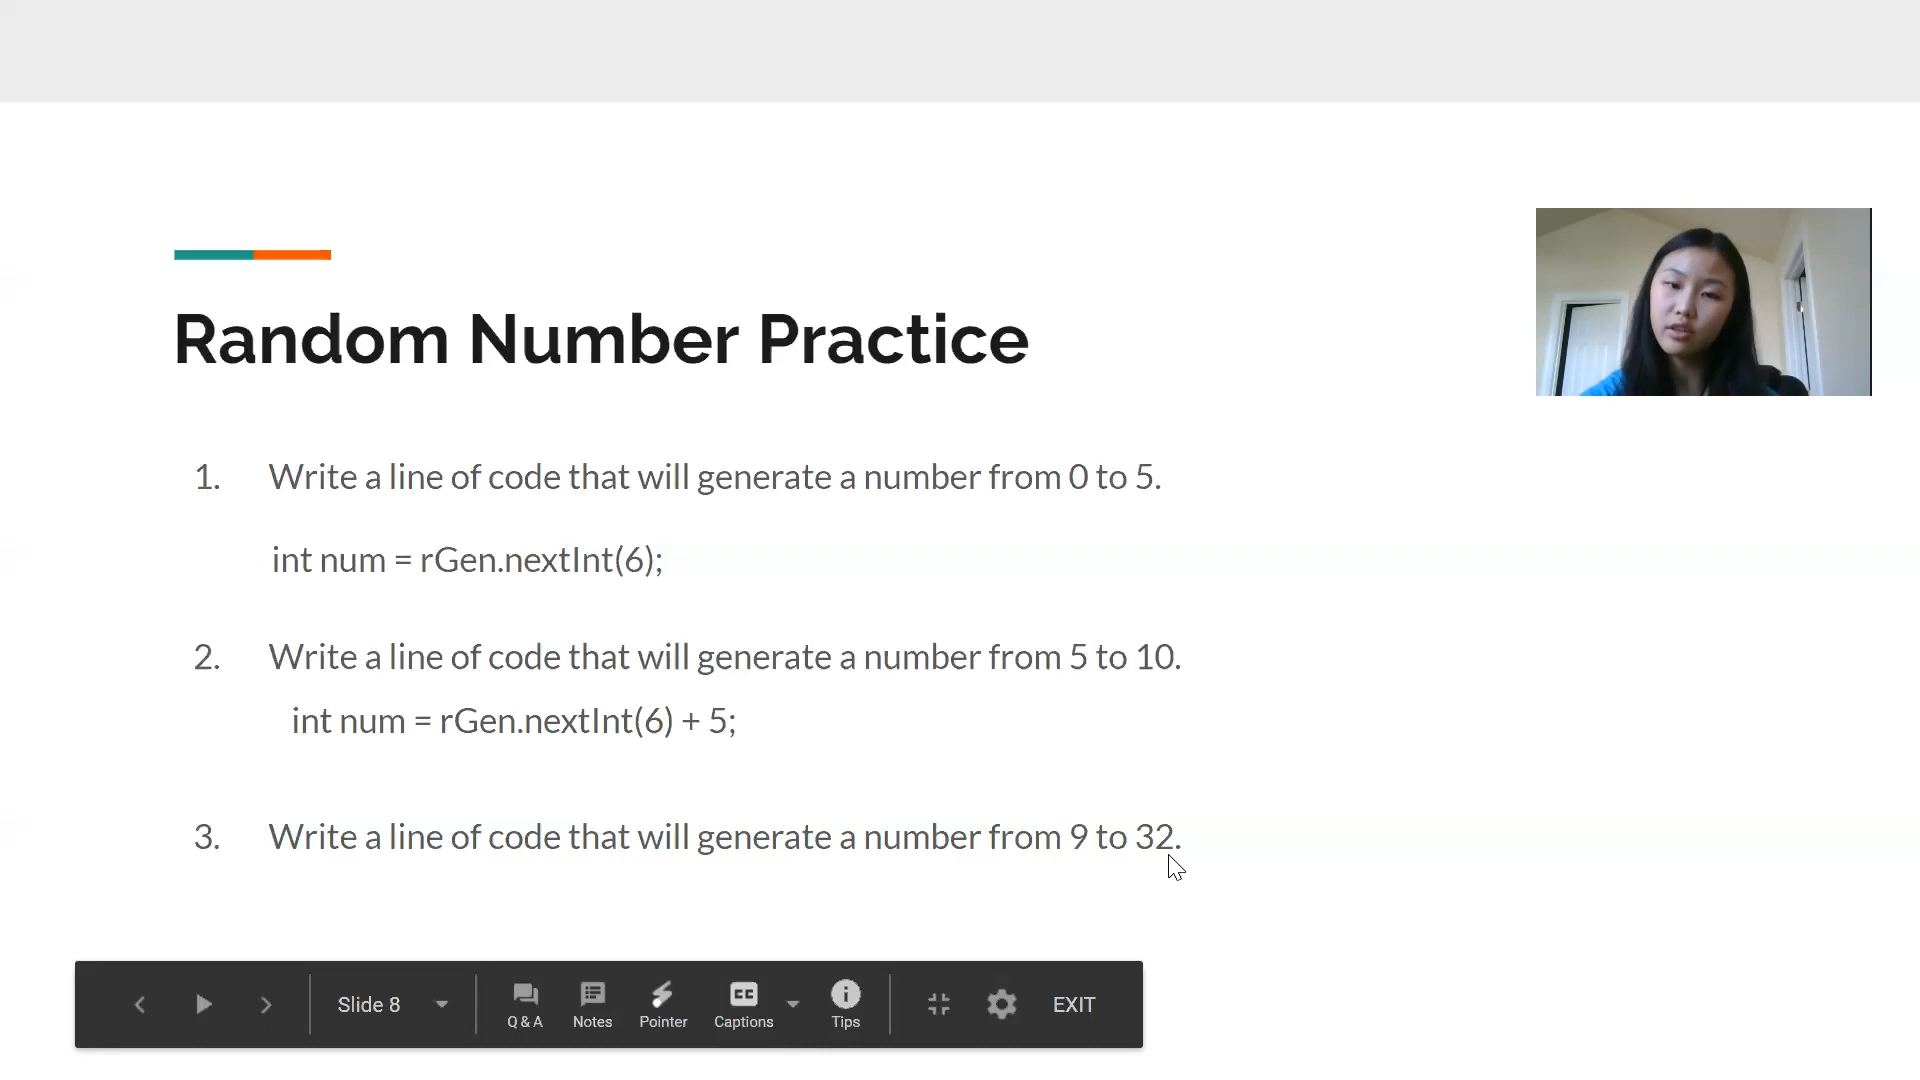 Random Number Practice
1. Write a line of code that will generate a number from 0 to 5.
int num = rGen.nextInt(6);
2. Write a line of code that will generate a number from 5 to 10.
int num = rGen.nextInt(6) + 5;
3. Write a line of code that will generate a number from 9 to 32.
Slide 8
Q & A
Notes
Pointer
CC
Captions
Tips
EXIT